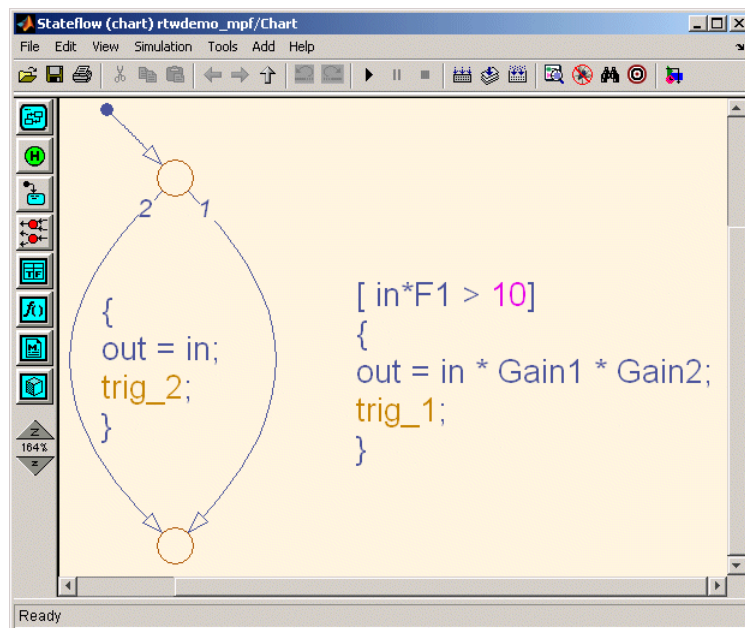 Stateflow (chart) rtwdemo_mpf/Chart
File Edit View Simulation Tools Add Help
2 1
{
out = in;
trig_2;
}
[ in*F1 > 10]
{
out = in * Gain1 * Gain2;
trig_1;
}
164%
Ready